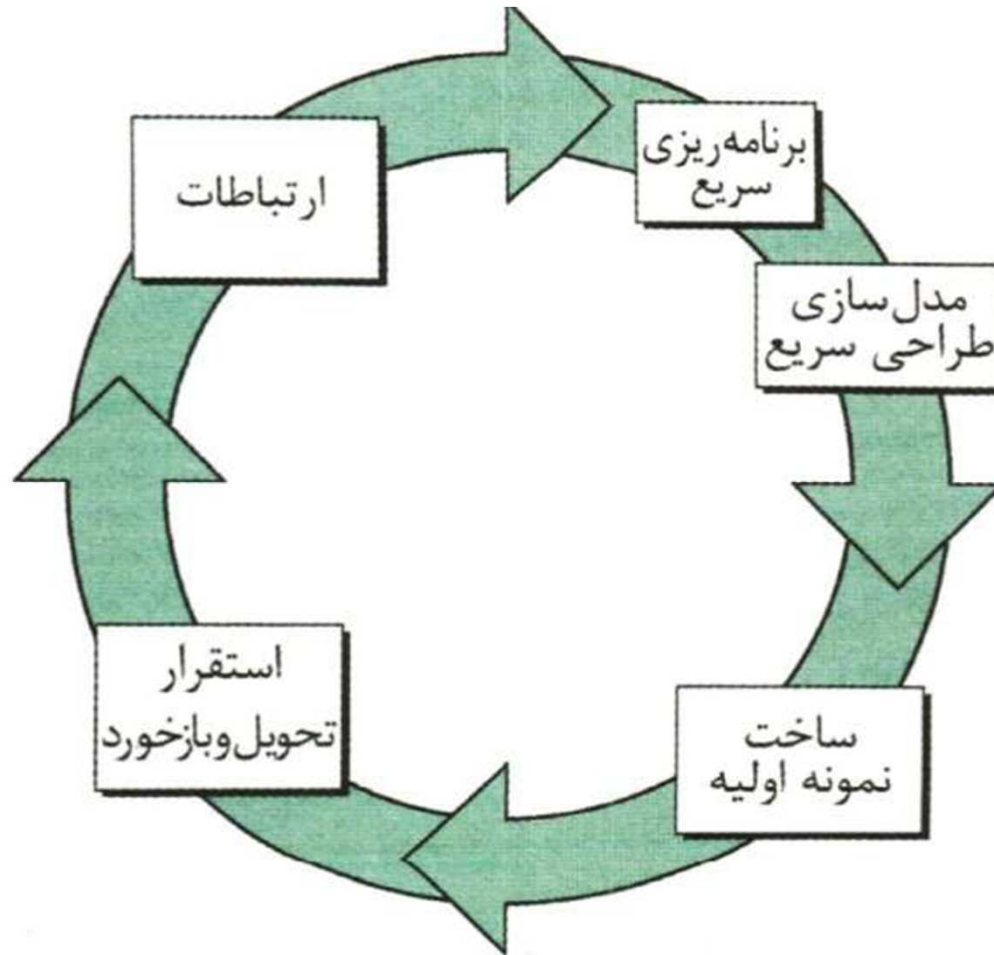 ارتباطات
برنامه‌ریزی
سریع
مدل‌سازی
طراحی سریع
ساخت
نمونه اولیه
استقرار
تحویل‌وبازخورد